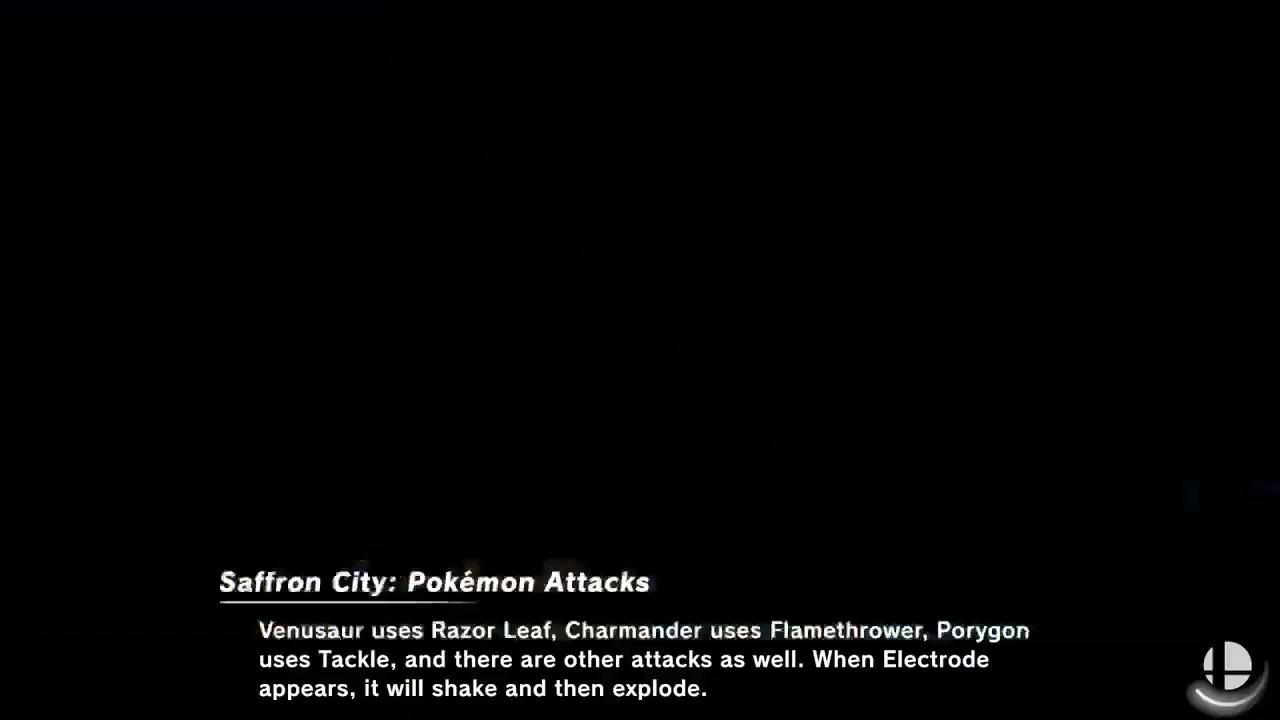 Saffron City: Pokémon Attacks
Venusaur uses Razor Leaf, Charmander uses Flamethrower, Porygon
uses Tackle, and there are other attacks as well. When Electrode
appears, it will shake and then explode.